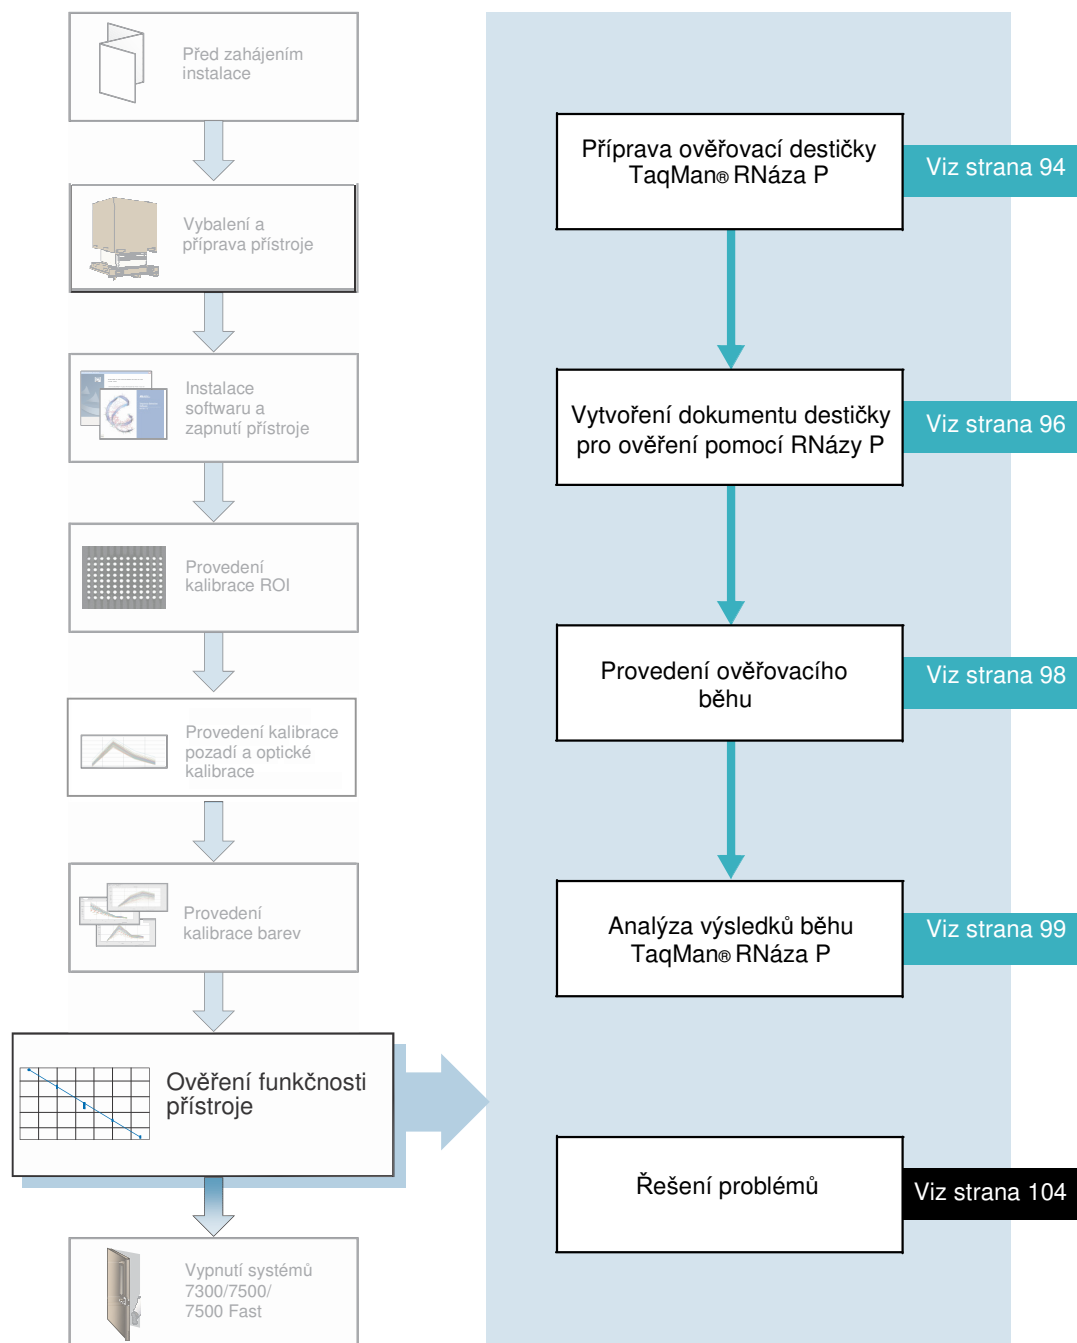 Před zahájením
instalace
Vybalení a
příprava přístroje
Instalace
softwaru a
zapnutí přístroje
Provedení
kalibrace ROI
Provedení kalibrace
pozadí a optické
kalibrace
Provedení
kalibrace barev
Ověření funkčnosti
přístroje
Vypnutí systémů
7300/7500/
7500 Fast
Příprava ověřovací destičky
TaqMan® RNáza P
Viz strana 94
Vytvoření dokumentu destičky
pro ověření pomocí RNázy P
Viz strana 96
Provedení ověřovacího
běhu
Viz strana 98
Analýza výsledků běhu
TaqMan® RNáza P
Viz strana 99
Řešení problémů
Viz strana 104